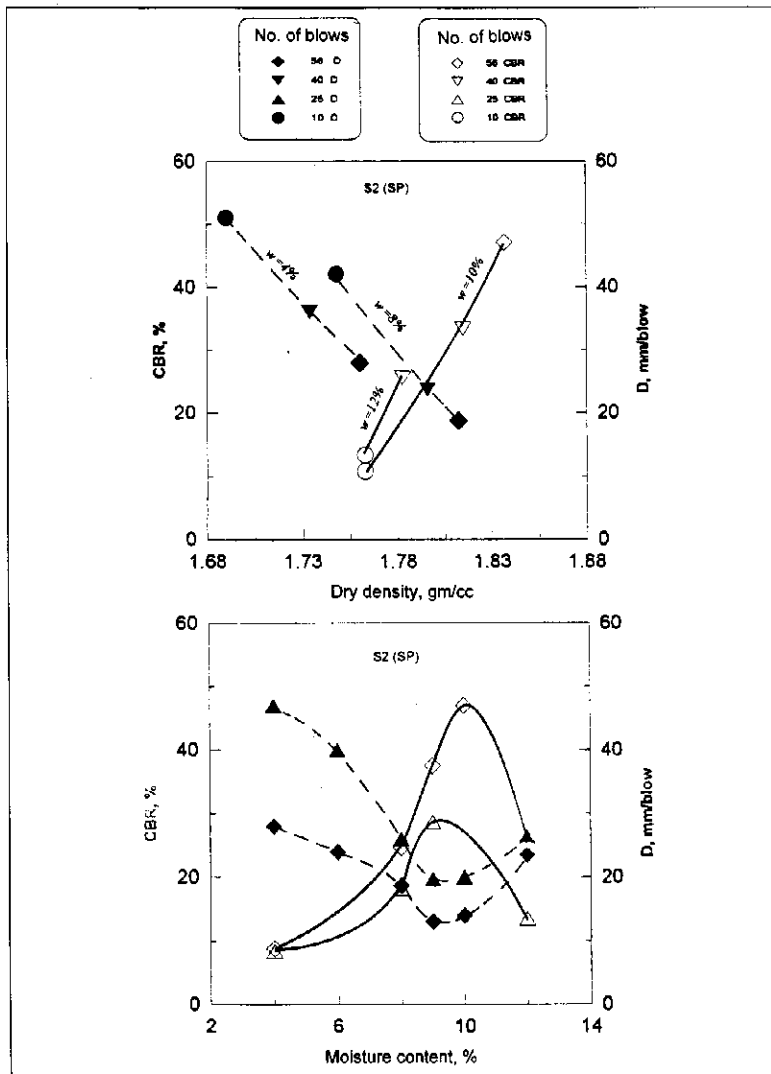 No. of blows
56 D
40 D
25 D
10 D
No. of blows
56 CBR
40 CBR
25 CBR
10 CBR
60
40
20
0
CBR, %
S2 (SP)
w=4%
w=8%
w=12%
w=10%
60
40
20
0
D, mm/blow
1.68 1.73 1.78 1.83 1.88
Dry density, gm/cc
60
40
20
0
CBR, %
S2 (SP)
60
40
20
0
D, mm/blow
2 6 10 14
Moisture content, %